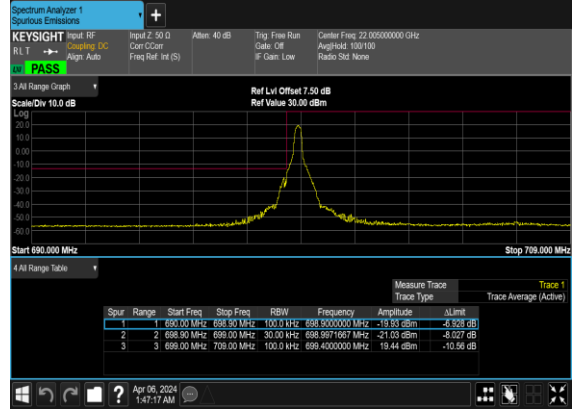 Spectrum Analyzer 1
Spurious Emissions
+
KEYSIGHT Input: RF Input Z: 50 Ω Atten: 40 dB Trig: Free Run Center Freq: 22.005000000 GHz
RLT Coupling: DC Corr CCorr Gate: Off Avg|Hold: 100/100
Align: Auto Freq Ref: Int (S) IF Gain: Low Radio Std: None
PASS
3 All Range Graph
Ref Lvl Offset 7.50 dB
Scale/Div 10.0 dB Ref Value 30.00 dBm
Log
20.0
10.0
0.00
-10.0
-20.0
-30.0
-40.0
-50.0
-60.0
Start 690.000 MHz Stop 709.000 MHz
4 All Range Table
Measure Trace Trace 1
Trace Type Trace Average (Active)
Spur Range Start Freq Stop Freq RBW Frequency Amplitude ΔLimit
1 1 690.00 MHz 698.90 MHz 100.0 kHz 698.9000000 MHz -19.93 dBm -6.928 dB
2 2 698.90 MHz 699.00 MHz 30.00 kHz 698.9971667 MHz -21.03 dBm -8.027 dB
3 3 699.00 MHz 709.00 MHz 100.0 kHz 699.4000000 MHz 19.44 dBm -10.56 dB
? Apr 06, 2024
1:47:17 AM